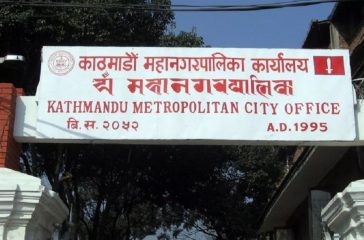 काठमाडौं महानगरपालिका कार्यालय
KATHMANDU METROPOLITAN CITY OFFICE
बि.स. २०५२ A.D. 1995